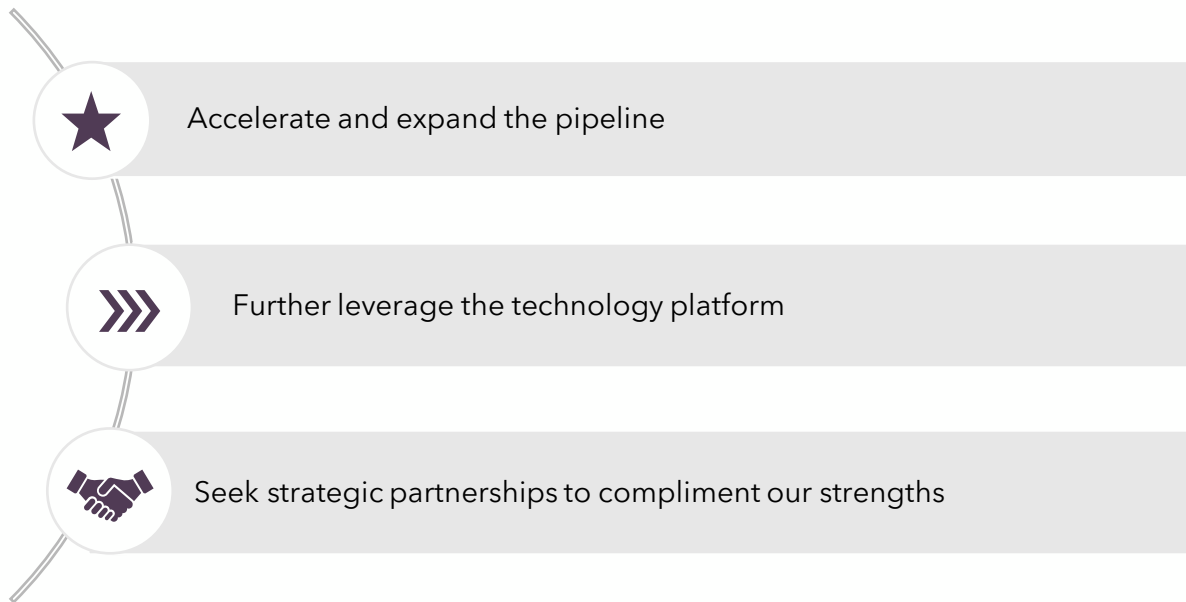 Accelerate and expand the pipeline
Further leverage the technology platform
Seek strategic partnerships to compliment our strengths